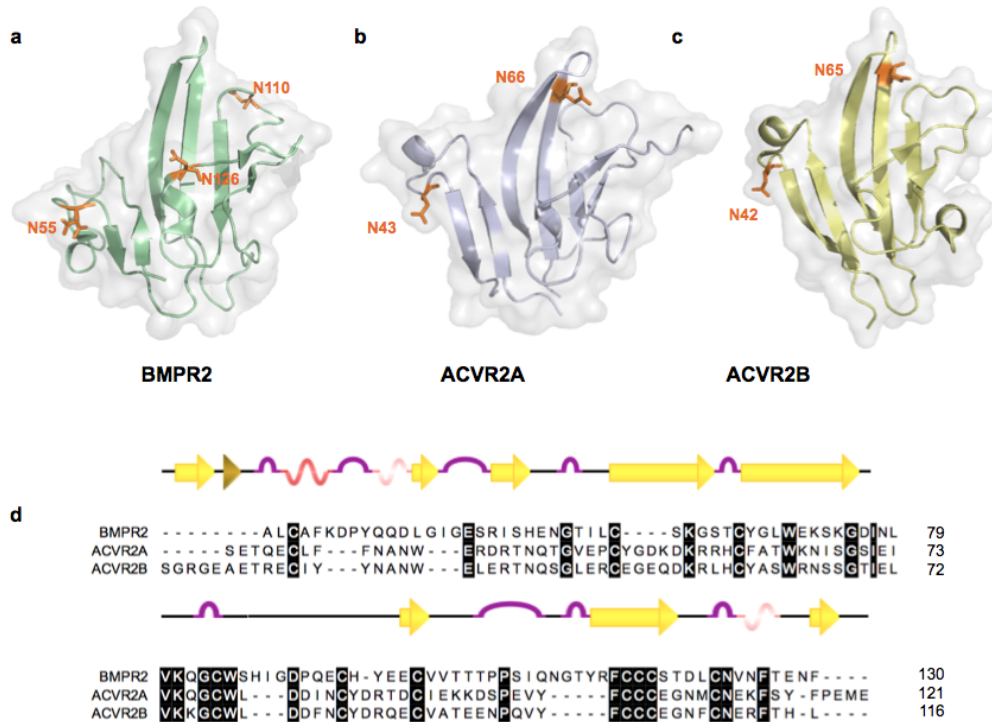 a
b
c
N110
N126
N55
N66
N43
N65
N42
BMPR2
ACVR2A
ACVR2B
d
BMPR2 --------ALCAFKDPYQQDLGIGESRISHENGTILC----SKGSTCYGLWEKSKGDINL 79
ACVR2A -----SETQECLF---FNANW---ERDRTNQTGVEPCYGDKDKRRHCFATWKNISGSIEI 73
ACVR2B SGRGEAETRECIY---YNANW---ELERTNQSGLERCEGEQDKRLHCYASWRNSSGTIEL 72
BMPR2 VKQGCWSHIGDPQECH-YEECVVTTTPPSIQNGTYRFCCCSTDLCNVNFTENF---- 130
ACVR2A VKQGCWL---DDINCYDRTDCIEKKDSPEVY-----FCCCEGNMCNEKFSY-FPEME 121
ACVR2B VKKGCWL---DDFNCYDRQECVATEENPQVY-----FCCCEGNFCNERF-------- 116